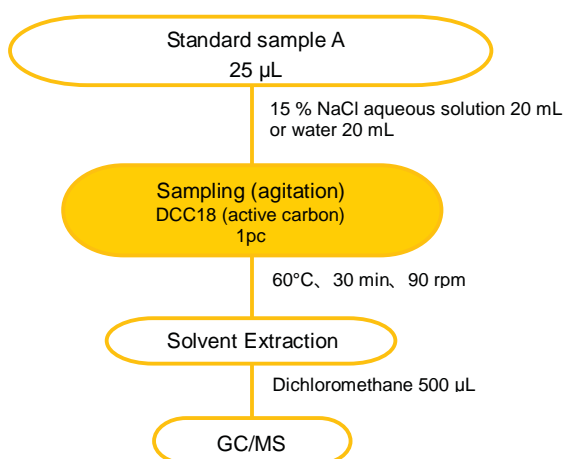 Standard sample A
25 µL
15 % NaCl aqueous solution 20 mL
or water 20 mL
Sampling (agitation)
DCC18 (active carbon)
1pc
60°C、30 min、90 rpm
Solvent Extraction
Dichloromethane 500 µL
GC/MS